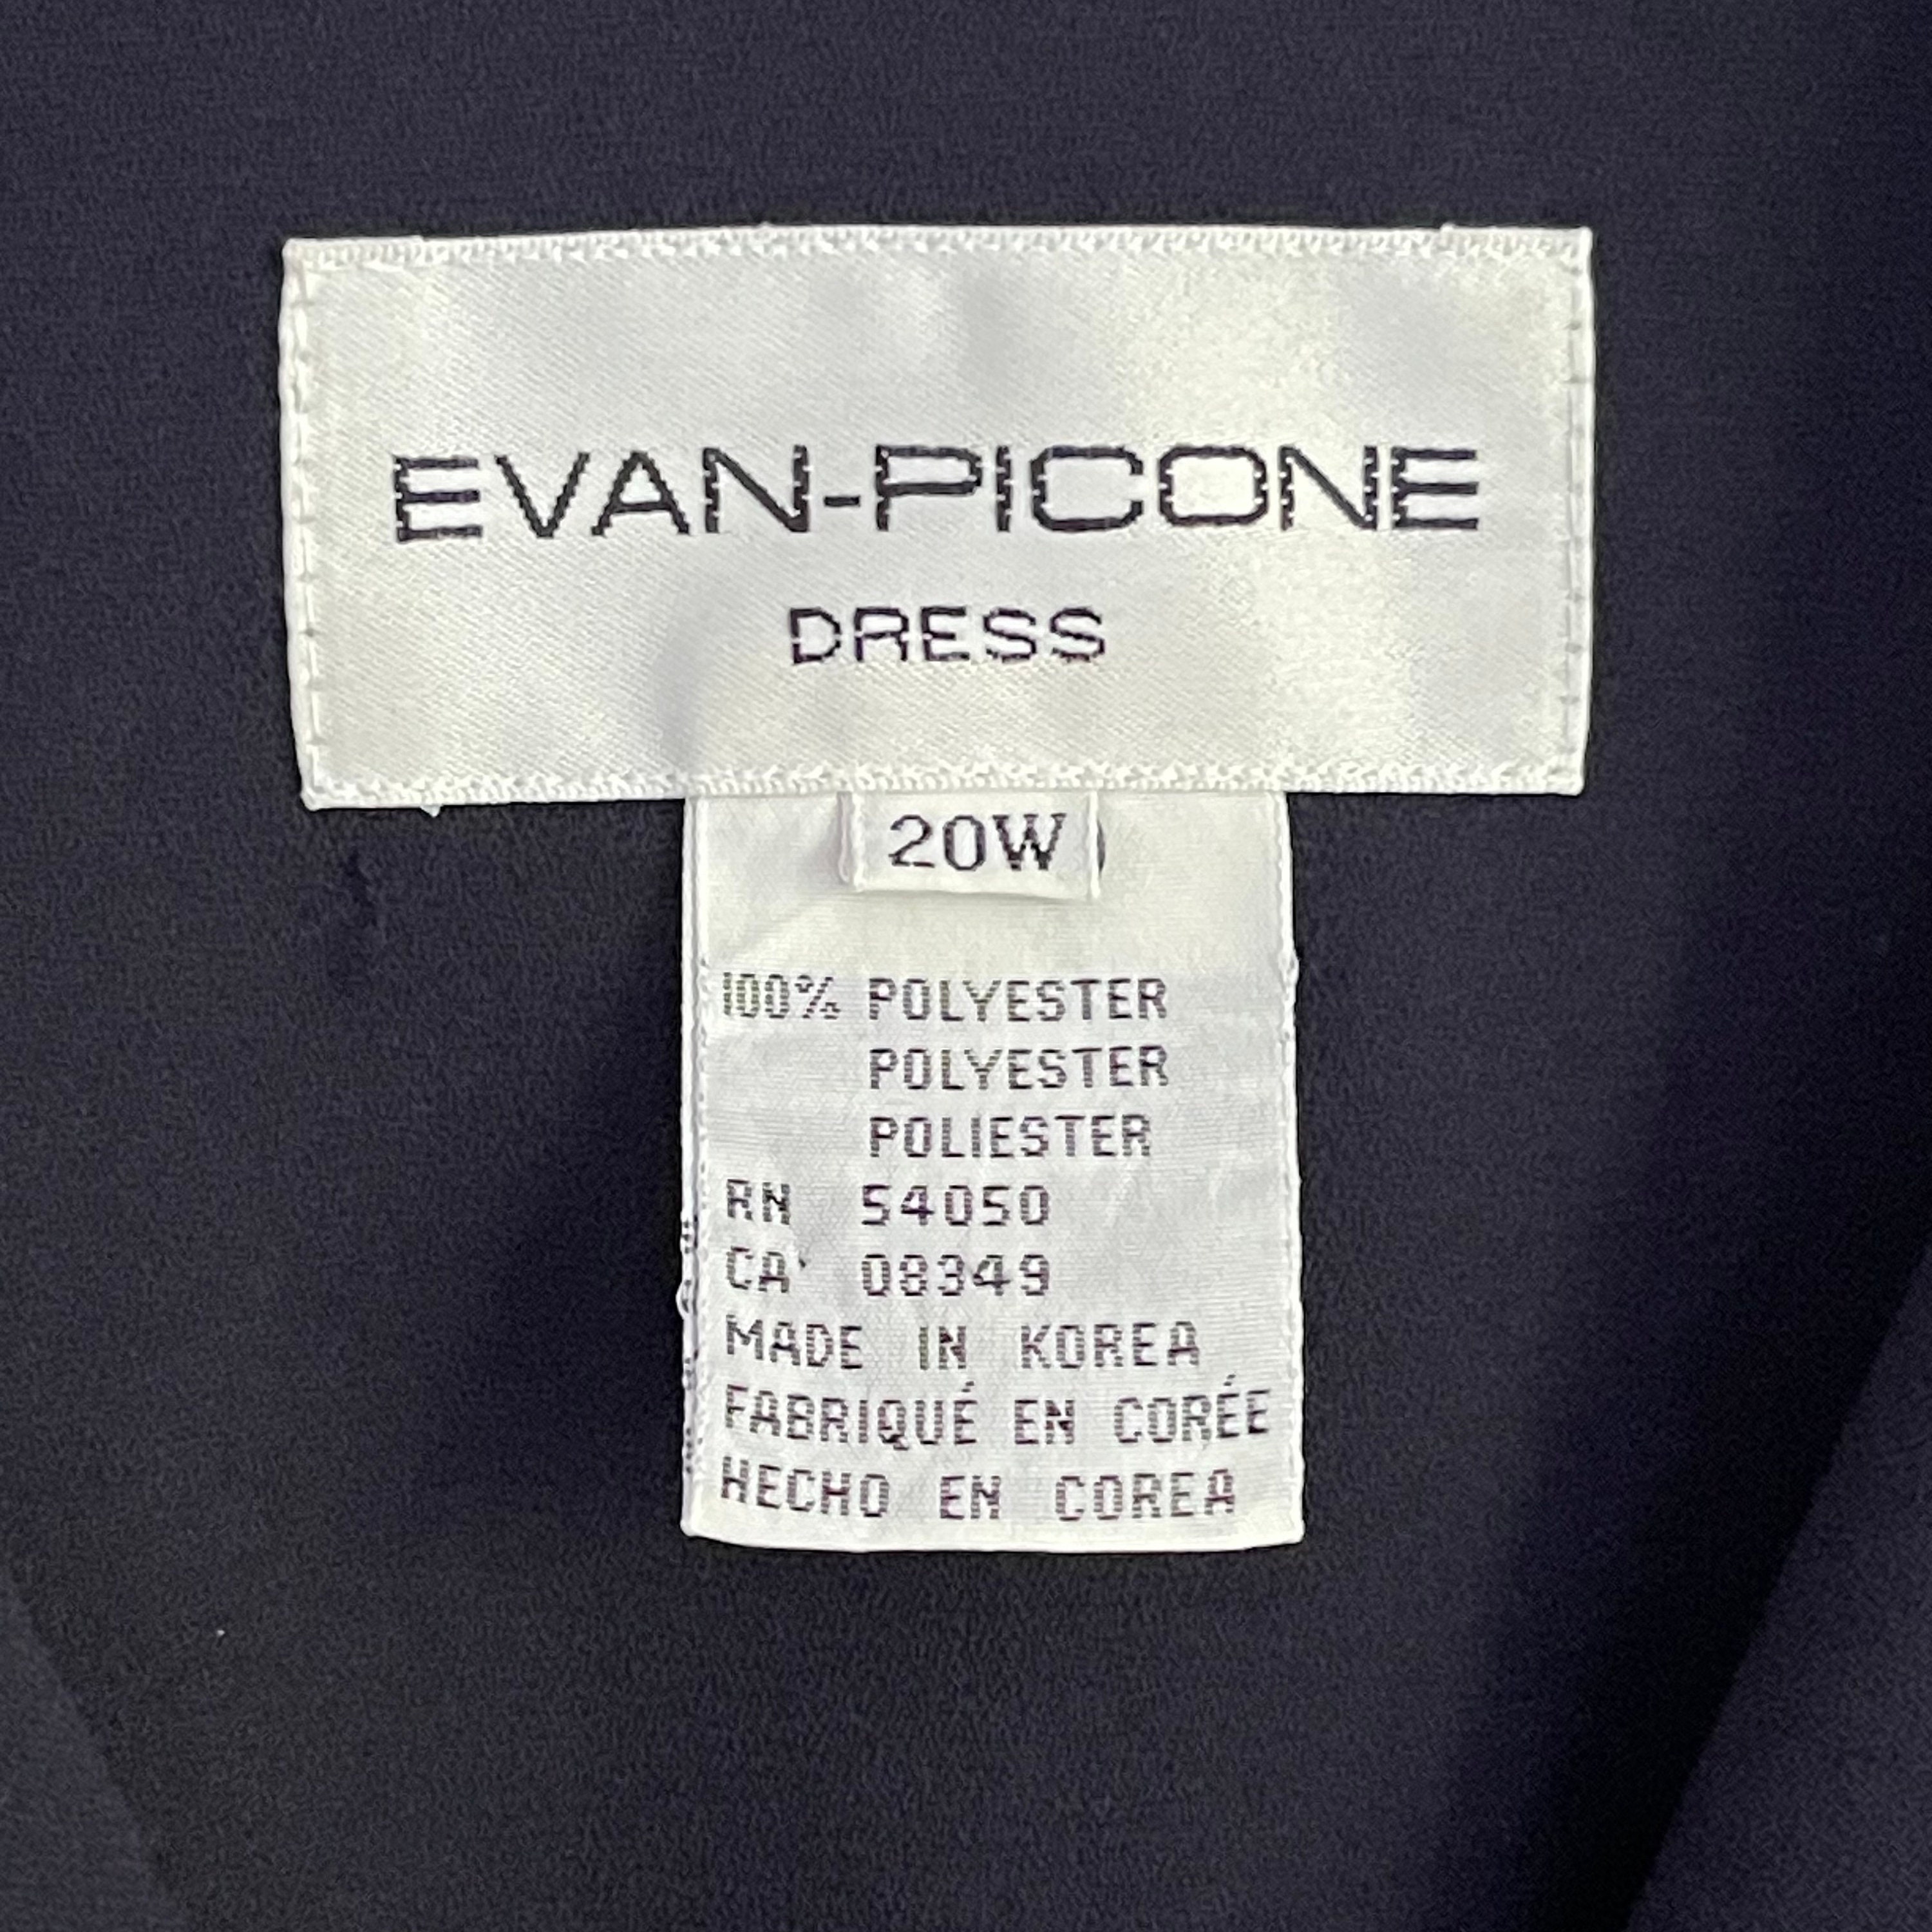 EVAN-PICONE
DRESS
20W
100% POLYESTER
POLYESTER
POLIESTER
RN 54050
CA 08349
MADE IN KOREA
FABRIQUÉ EN CORÉE
HECHO EN COREA